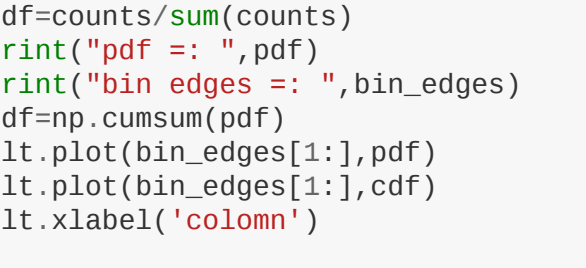 df=counts/sum(counts)
rint("pdf =: ",pdf)
rint("bin edges =: ",bin_edges)
df=np.cumsum(pdf)
lt.plot(bin_edges[1:],pdf)
lt.plot(bin_edges[1:],cdf)
lt.xlabel('colomn')